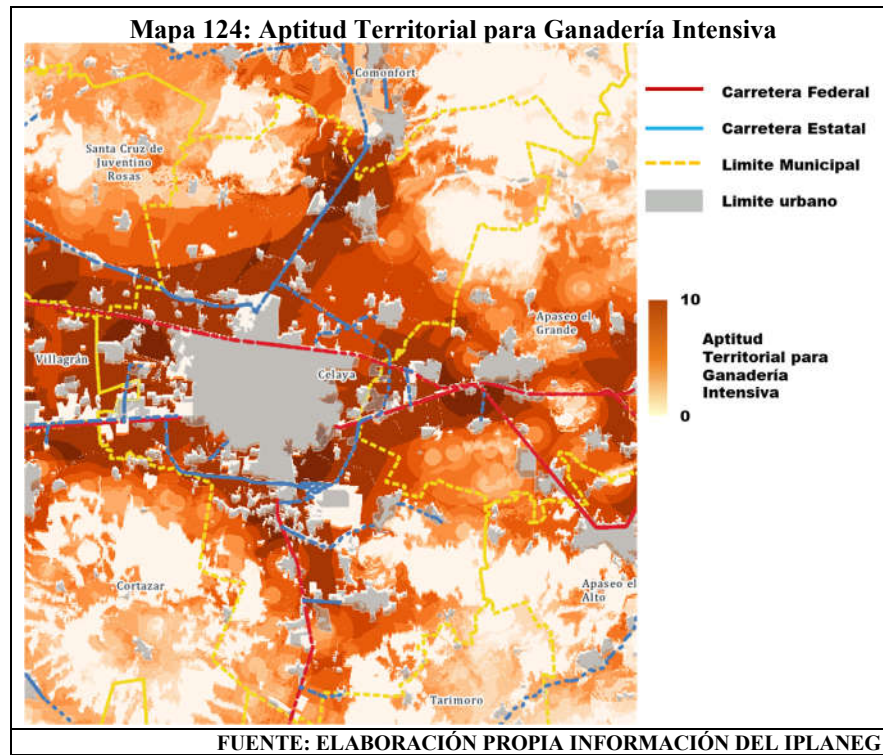 Mapa 124: Aptitud Territorial para Ganadería Intensiva
Comonfort
Santa Cruz de
Juventino
Rosas
Apaseo el
Grande
Villagrán
Celaya
Cortazar
Apaseo el
Alto
Tarimoro
Carretera Federal
Carretera Estatal
Limite Municipal
Limite urbano
10
Aptitud
Territorial para
Ganadería
Intensiva
0
FUENTE: ELABORACIÓN PROPIA INFORMACIÓN DEL IPLANEG